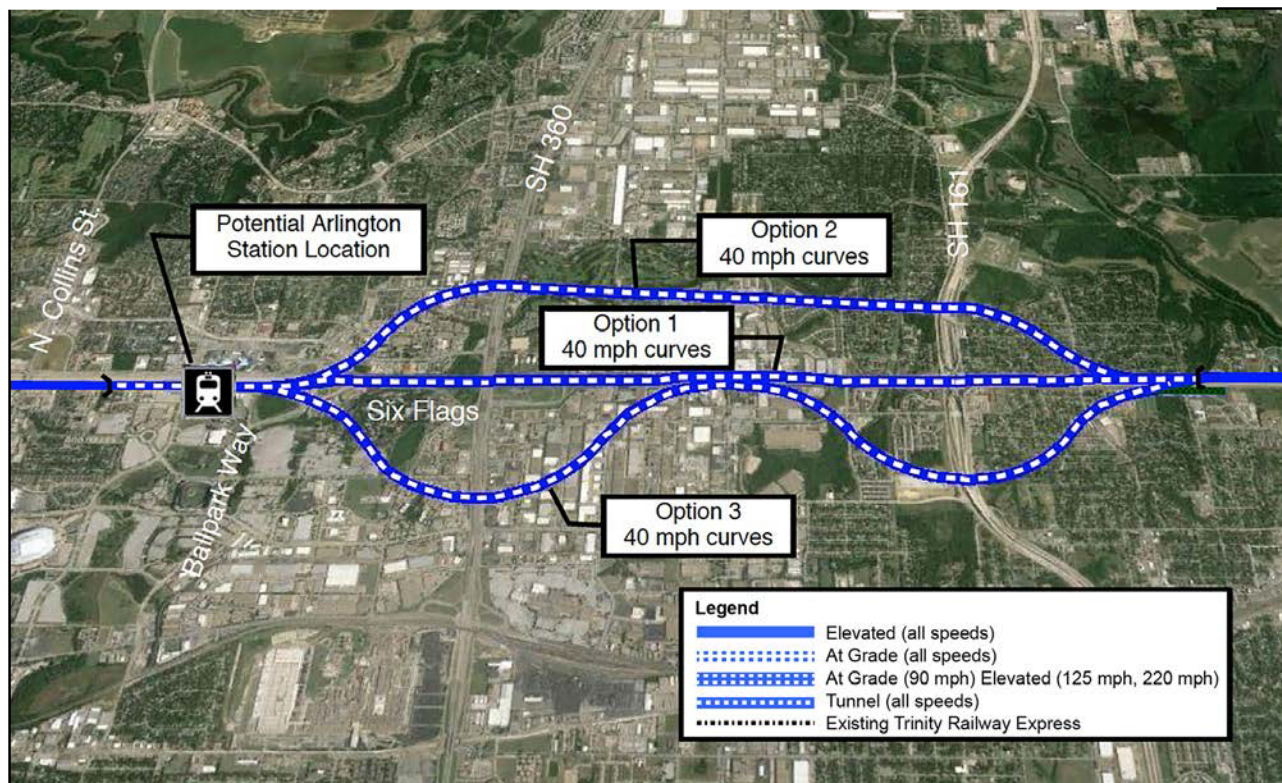 SH 360
SH 161
N. Collins St.
Potential Arlington
Station Location
Option 2
40 mph curves
Option 1
40 mph curves
Six Flags
Ballpark Way
Option 3
40 mph curves
Legend
Elevated (all speeds)
At Grade (all speeds)
At Grade (90 mph) Elevated (125 mph, 220 mph)
Tunnel (all speeds)
Existing Trinity Railway Express